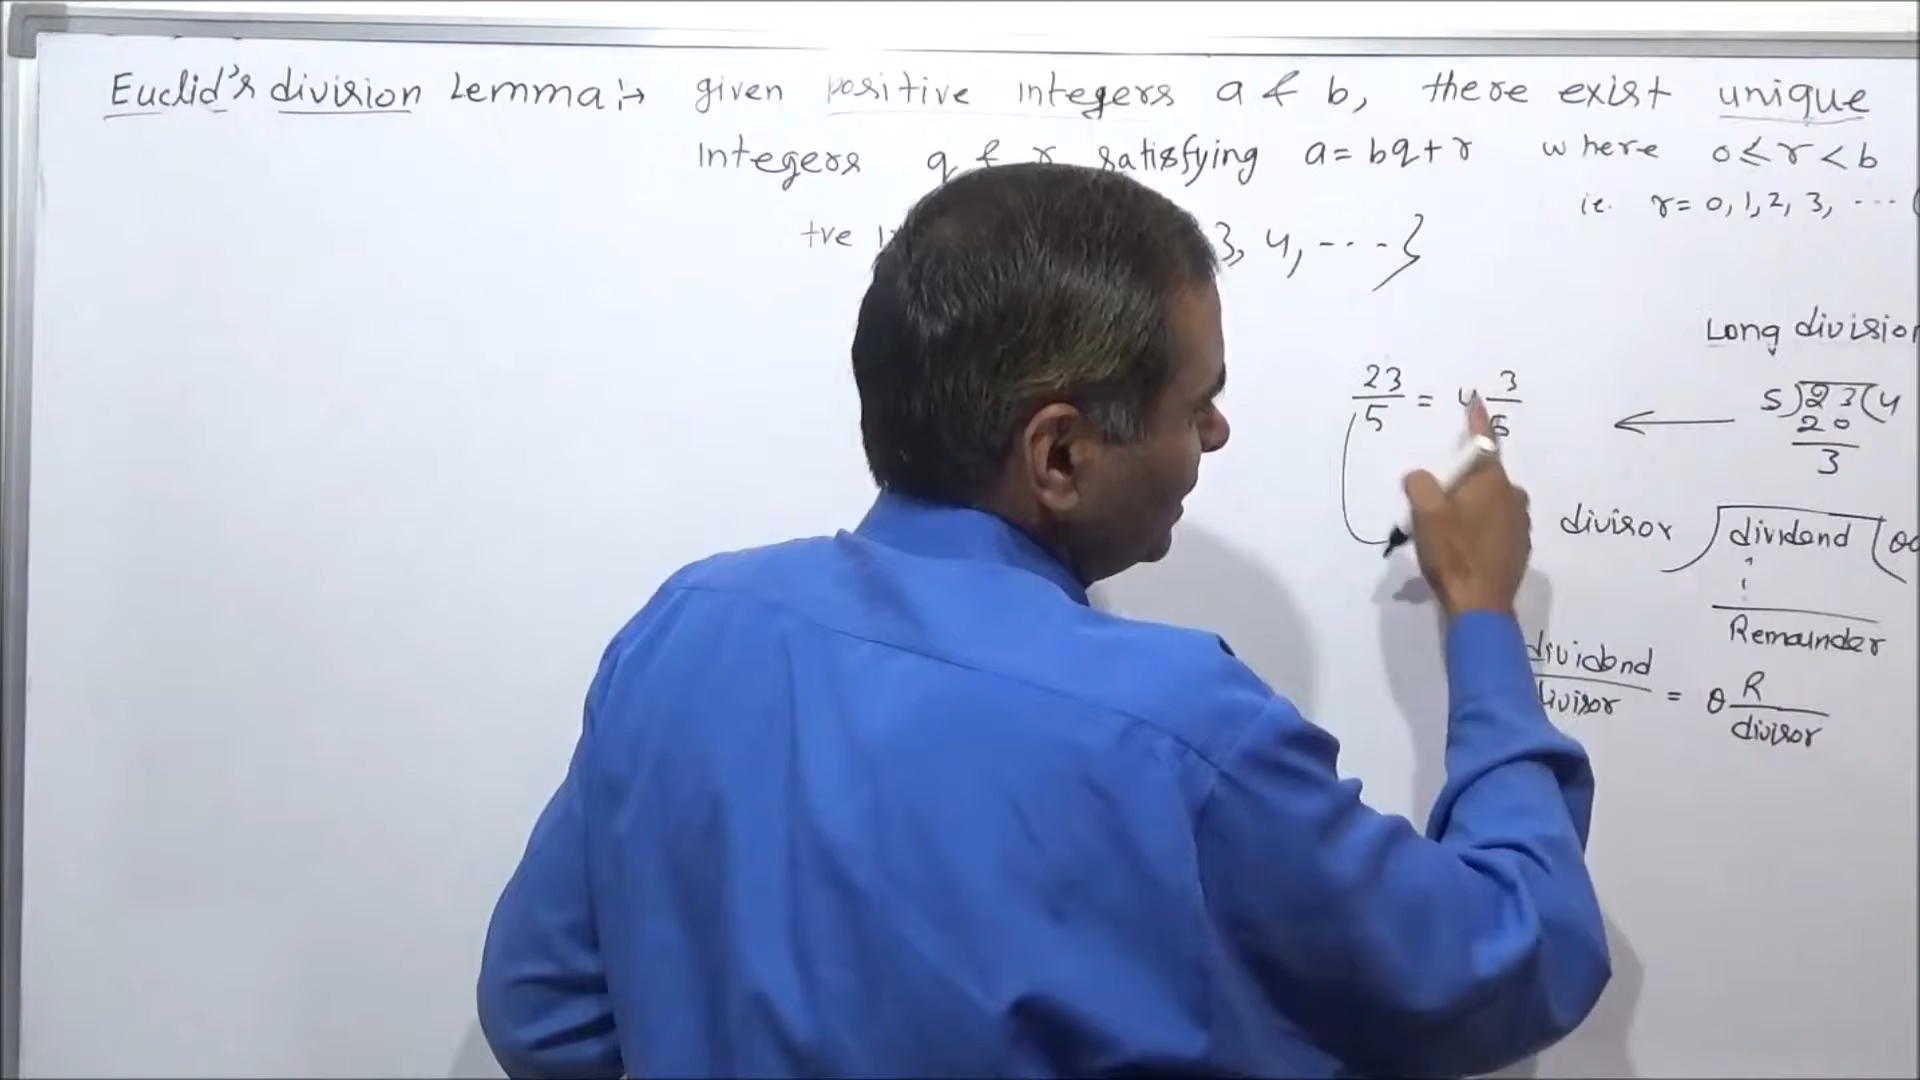 Euclid's division Lemma:→ given positive integers a & b, there exist unique
Integers q & r satisfying a = bq + r where 0 ≤ r < b
ie. r = 0, 1, 2, 3, ....
+ve 3, 4, ....}
Long division
23/5 = 4 3/5 ← 5)23(4
20
3
divisor ) dividend (
Remainder
dividend/divisor = Q R/divisor